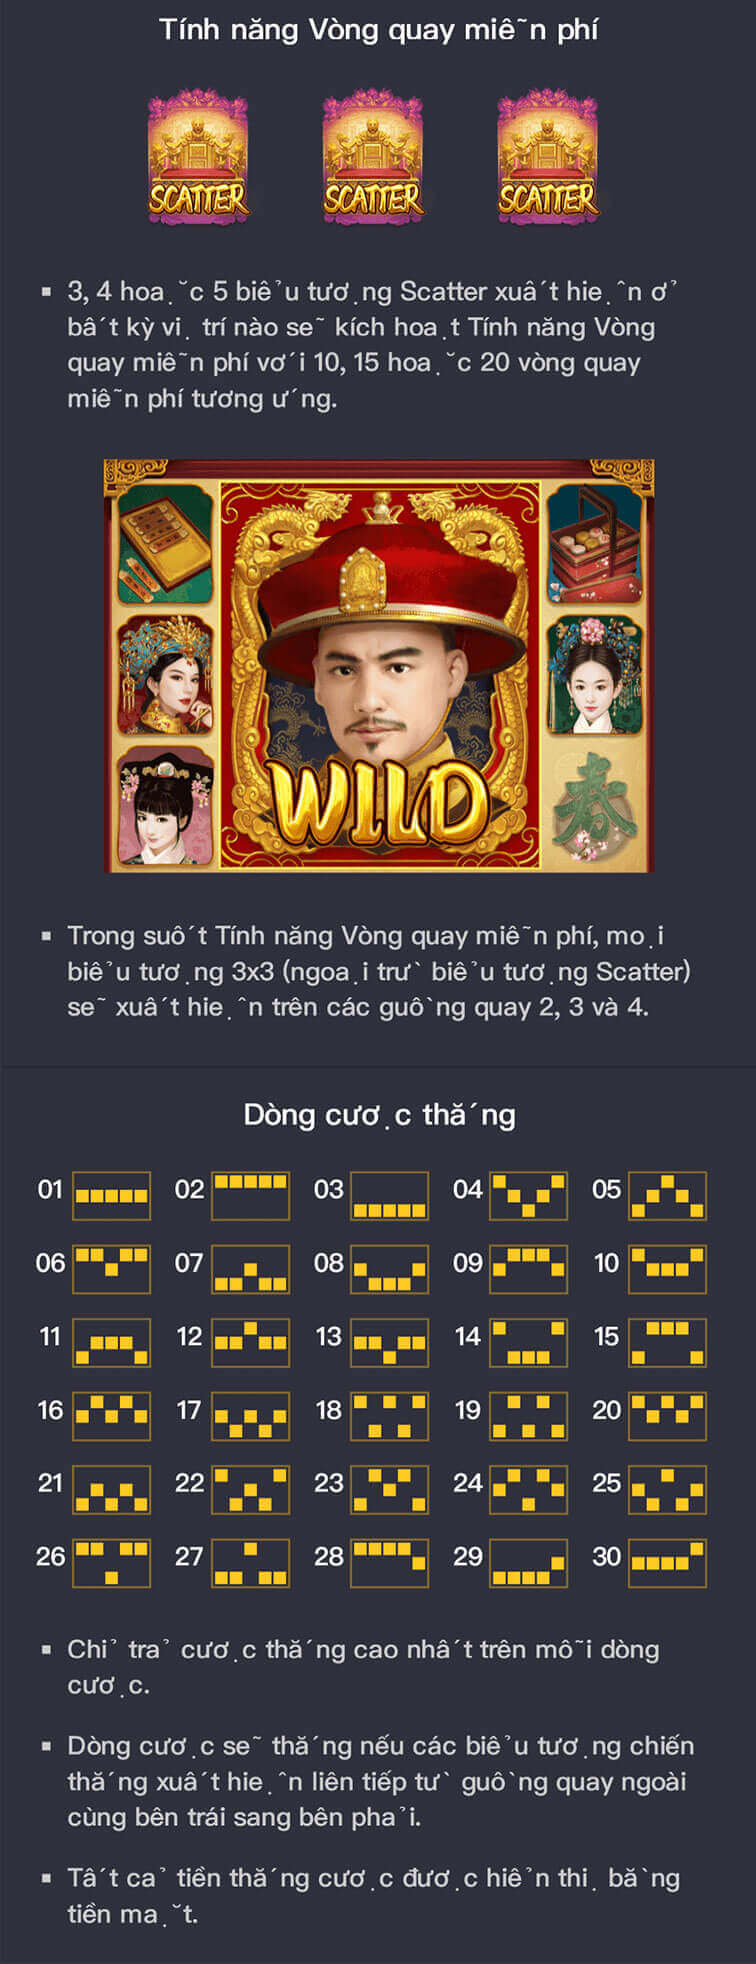 Tính năng Vòng quay miễn phí
SCATTER SCATTER SCATTER
▪ 3, 4 hoặc 5 biểu tượng Scatter xuất hiện ở
bất kỳ vị trí nào sẽ kích hoạt Tính năng Vòng
quay miễn phí với 10, 15 hoặc 20 vòng quay
miễn phí tương ứng.
WILD
春
▪ Trong suốt Tính năng Vòng quay miễn phí, mọi
biểu tượng 3x3 (ngoại trừ biểu tượng Scatter)
sẽ xuất hiện trên các guồng quay 2, 3 và 4.
Dòng cược thắng
01 02 03 04 05
06 07 08 09 10
11 12 13 14 15
16 17 18 19 20
21 22 23 24 25
26 27 28 29 30
▪ Chỉ trả cược thắng cao nhất trên mỗi dòng
cược.
▪ Dòng cược sẽ thắng nếu các biểu tượng chiến
thắng xuất hiện liên tiếp từ guồng quay ngoài
cùng bên trái sang bên phải.
▪ Tất cả tiền thắng cược được hiển thị bằng
tiền mặt.